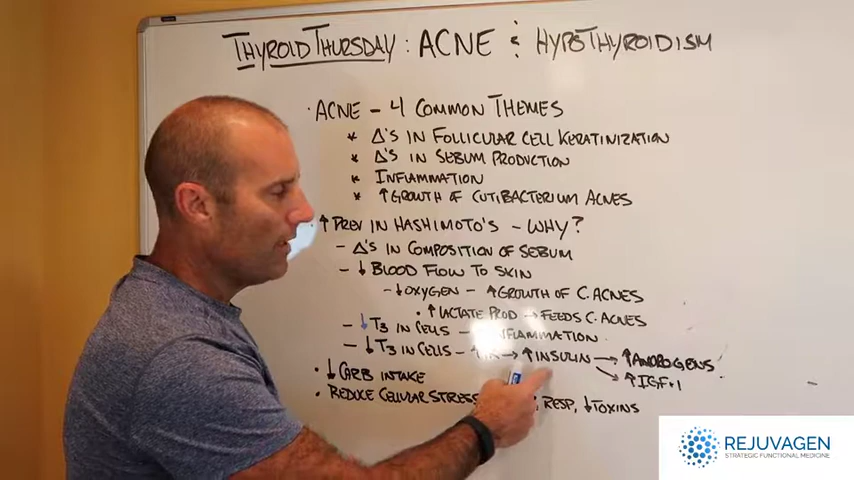 THYROID THURSDAY: ACNE & HYPOTHYROIDISM
• ACNE - 4 COMMON THEMES
* Δ'S IN FOLLICULAR CELL KERATINIZATION
* Δ'S IN SEBUM PRODUCTION
* INFLAMMATION
* ↑GROWTH OF CUTIBACTERIUM ACNES
• ↑PREV IN HASHIMOTO'S - WHY?
- Δ'S IN COMPOSITION OF SEBUM
- ↓BLOOD FLOW TO SKIN
- ↓OXYGEN - ↑GROWTH OF C. ACNES
• ↑LACTATE PROD → FEEDS C. ACNES
- ↓T3 IN CELLS - INFLAMMATION
- ↓T3 IN CELLS - ↑IR → ↑INSULIN → ↑ANDROGENS
↑IGF-1
• ↓CARB INTAKE
• REDUCE CELLULAR STRESS RESP, ↓TOXINS
REJUVAGEN
STRATEGIC FUNCTIONAL MEDICINE